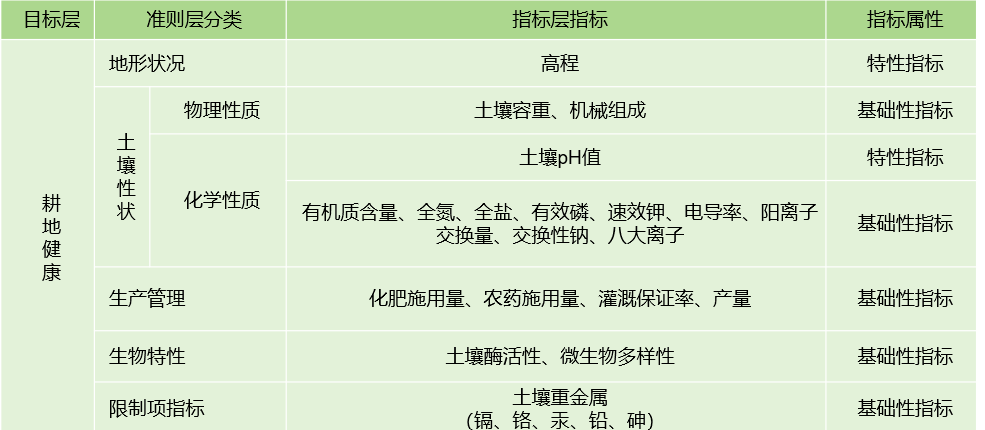 目标层 准则层分类 指标层指标 指标属性
耕地健康
地形状况 高程 特性指标
土壤性状
物理性质 土壤容重、机械组成 基础性指标
化学性质
土壤pH值 特性指标
有机质含量、全氮、全盐、有效磷、速效钾、电导率、阳离子
交换量、交换性钠、八大离子
基础性指标
生产管理 化肥施用量、农药施用量、灌溉保证率、产量 基础性指标
生物特性 土壤酶活性、微生物多样性 基础性指标
限制项指标
土壤重金属
（镉、铬、汞、铅、砷）
基础性指标